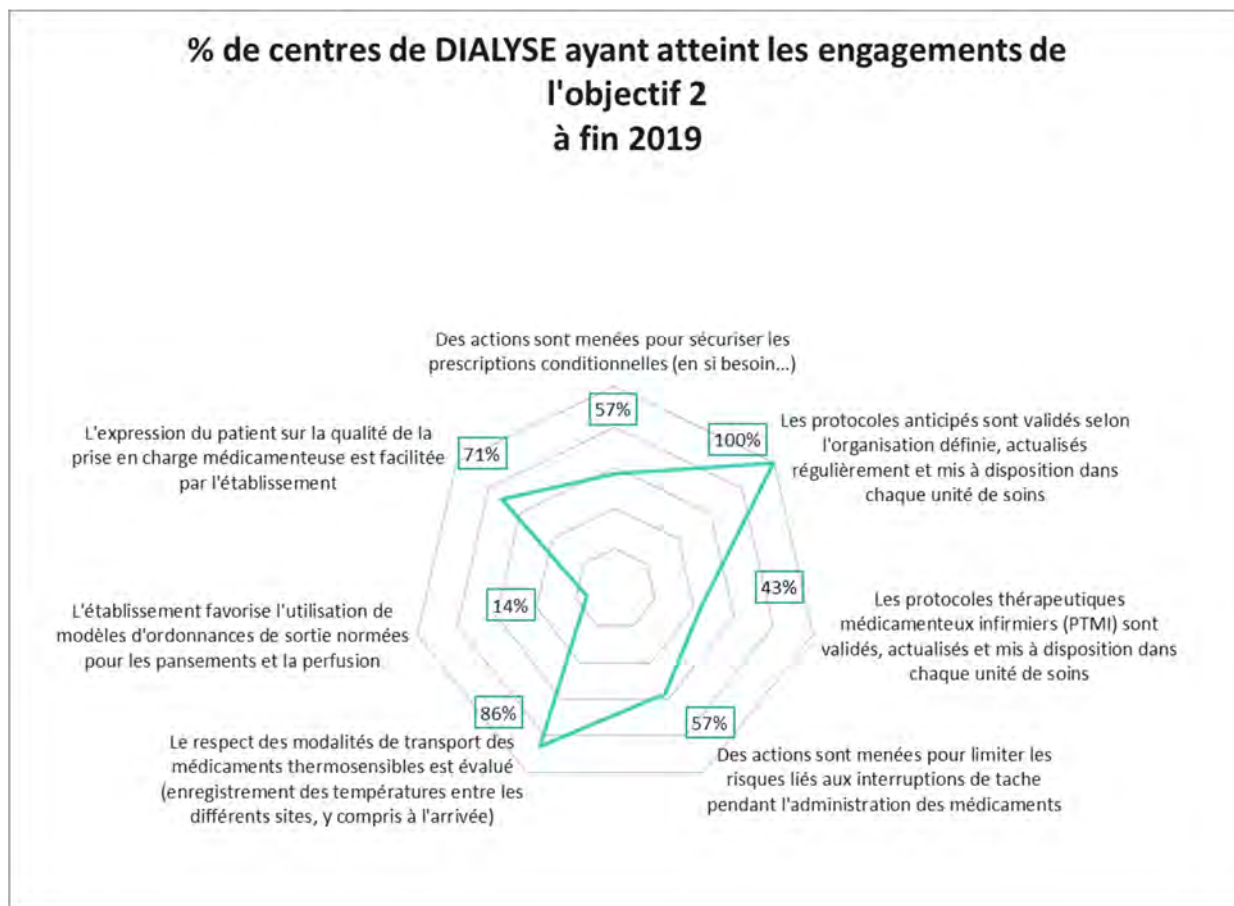 % de centres de DIALYSE ayant atteint les engagements de
l'objectif 2
à fin 2019
Des actions sont menées pour sécuriser les
prescriptions conditionnelles (en si besoin...)
57%
100%
Les protocoles anticipés sont validés selon
l'organisation définie, actualisés
régulièrement et mis à disposition dans
chaque unité de soins
43%
Les protocoles thérapeutiques
médicamenteux infirmiers (PTMI) sont
validés, actualisés et mis à disposition dans
chaque unité de soins
57%
Des actions sont menées pour limiter les
risques liés aux interruptions de tache
pendant l'administration des médicaments
86%
Le respect des modalités de transport des
médicaments thermosensibles est évalué
(enregistrement des températures entre les
différents sites, y compris à l'arrivée)
14%
L'établissement favorise l'utilisation de
modèles d'ordonnances de sortie normées
pour les pansements et la perfusion
71%
L'expression du patient sur la qualité de la
prise en charge médicamenteuse est facilitée
par l'établissement